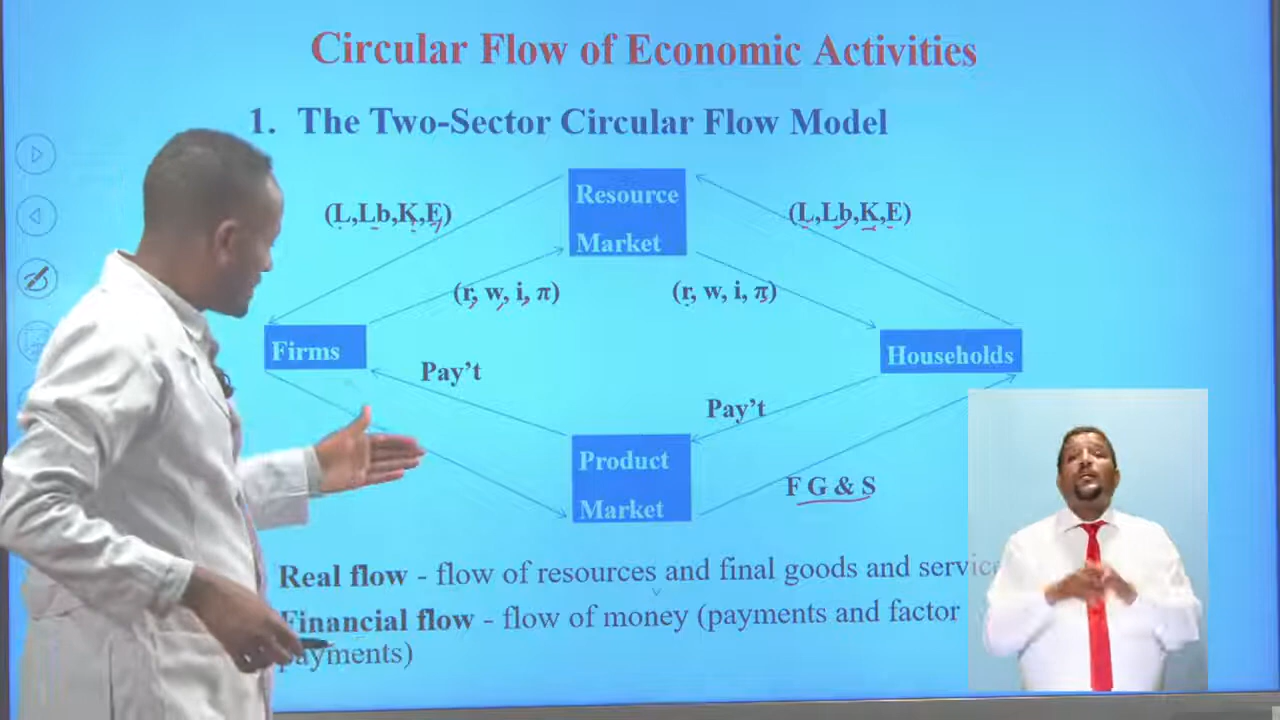 Circular Flow of Economic Activities
1. The Two-Sector Circular Flow Model
Resource
Market
(L,Lb,K,E)
(L,Lb,K,E)
(r, w, i, π)
(r, w, i, π)
Firms
Households
Pay't
Pay't
Product
Market
F G & S
Real flow - flow of resources and final goods and servic
Financial flow - flow of money (payments and factor
payments)